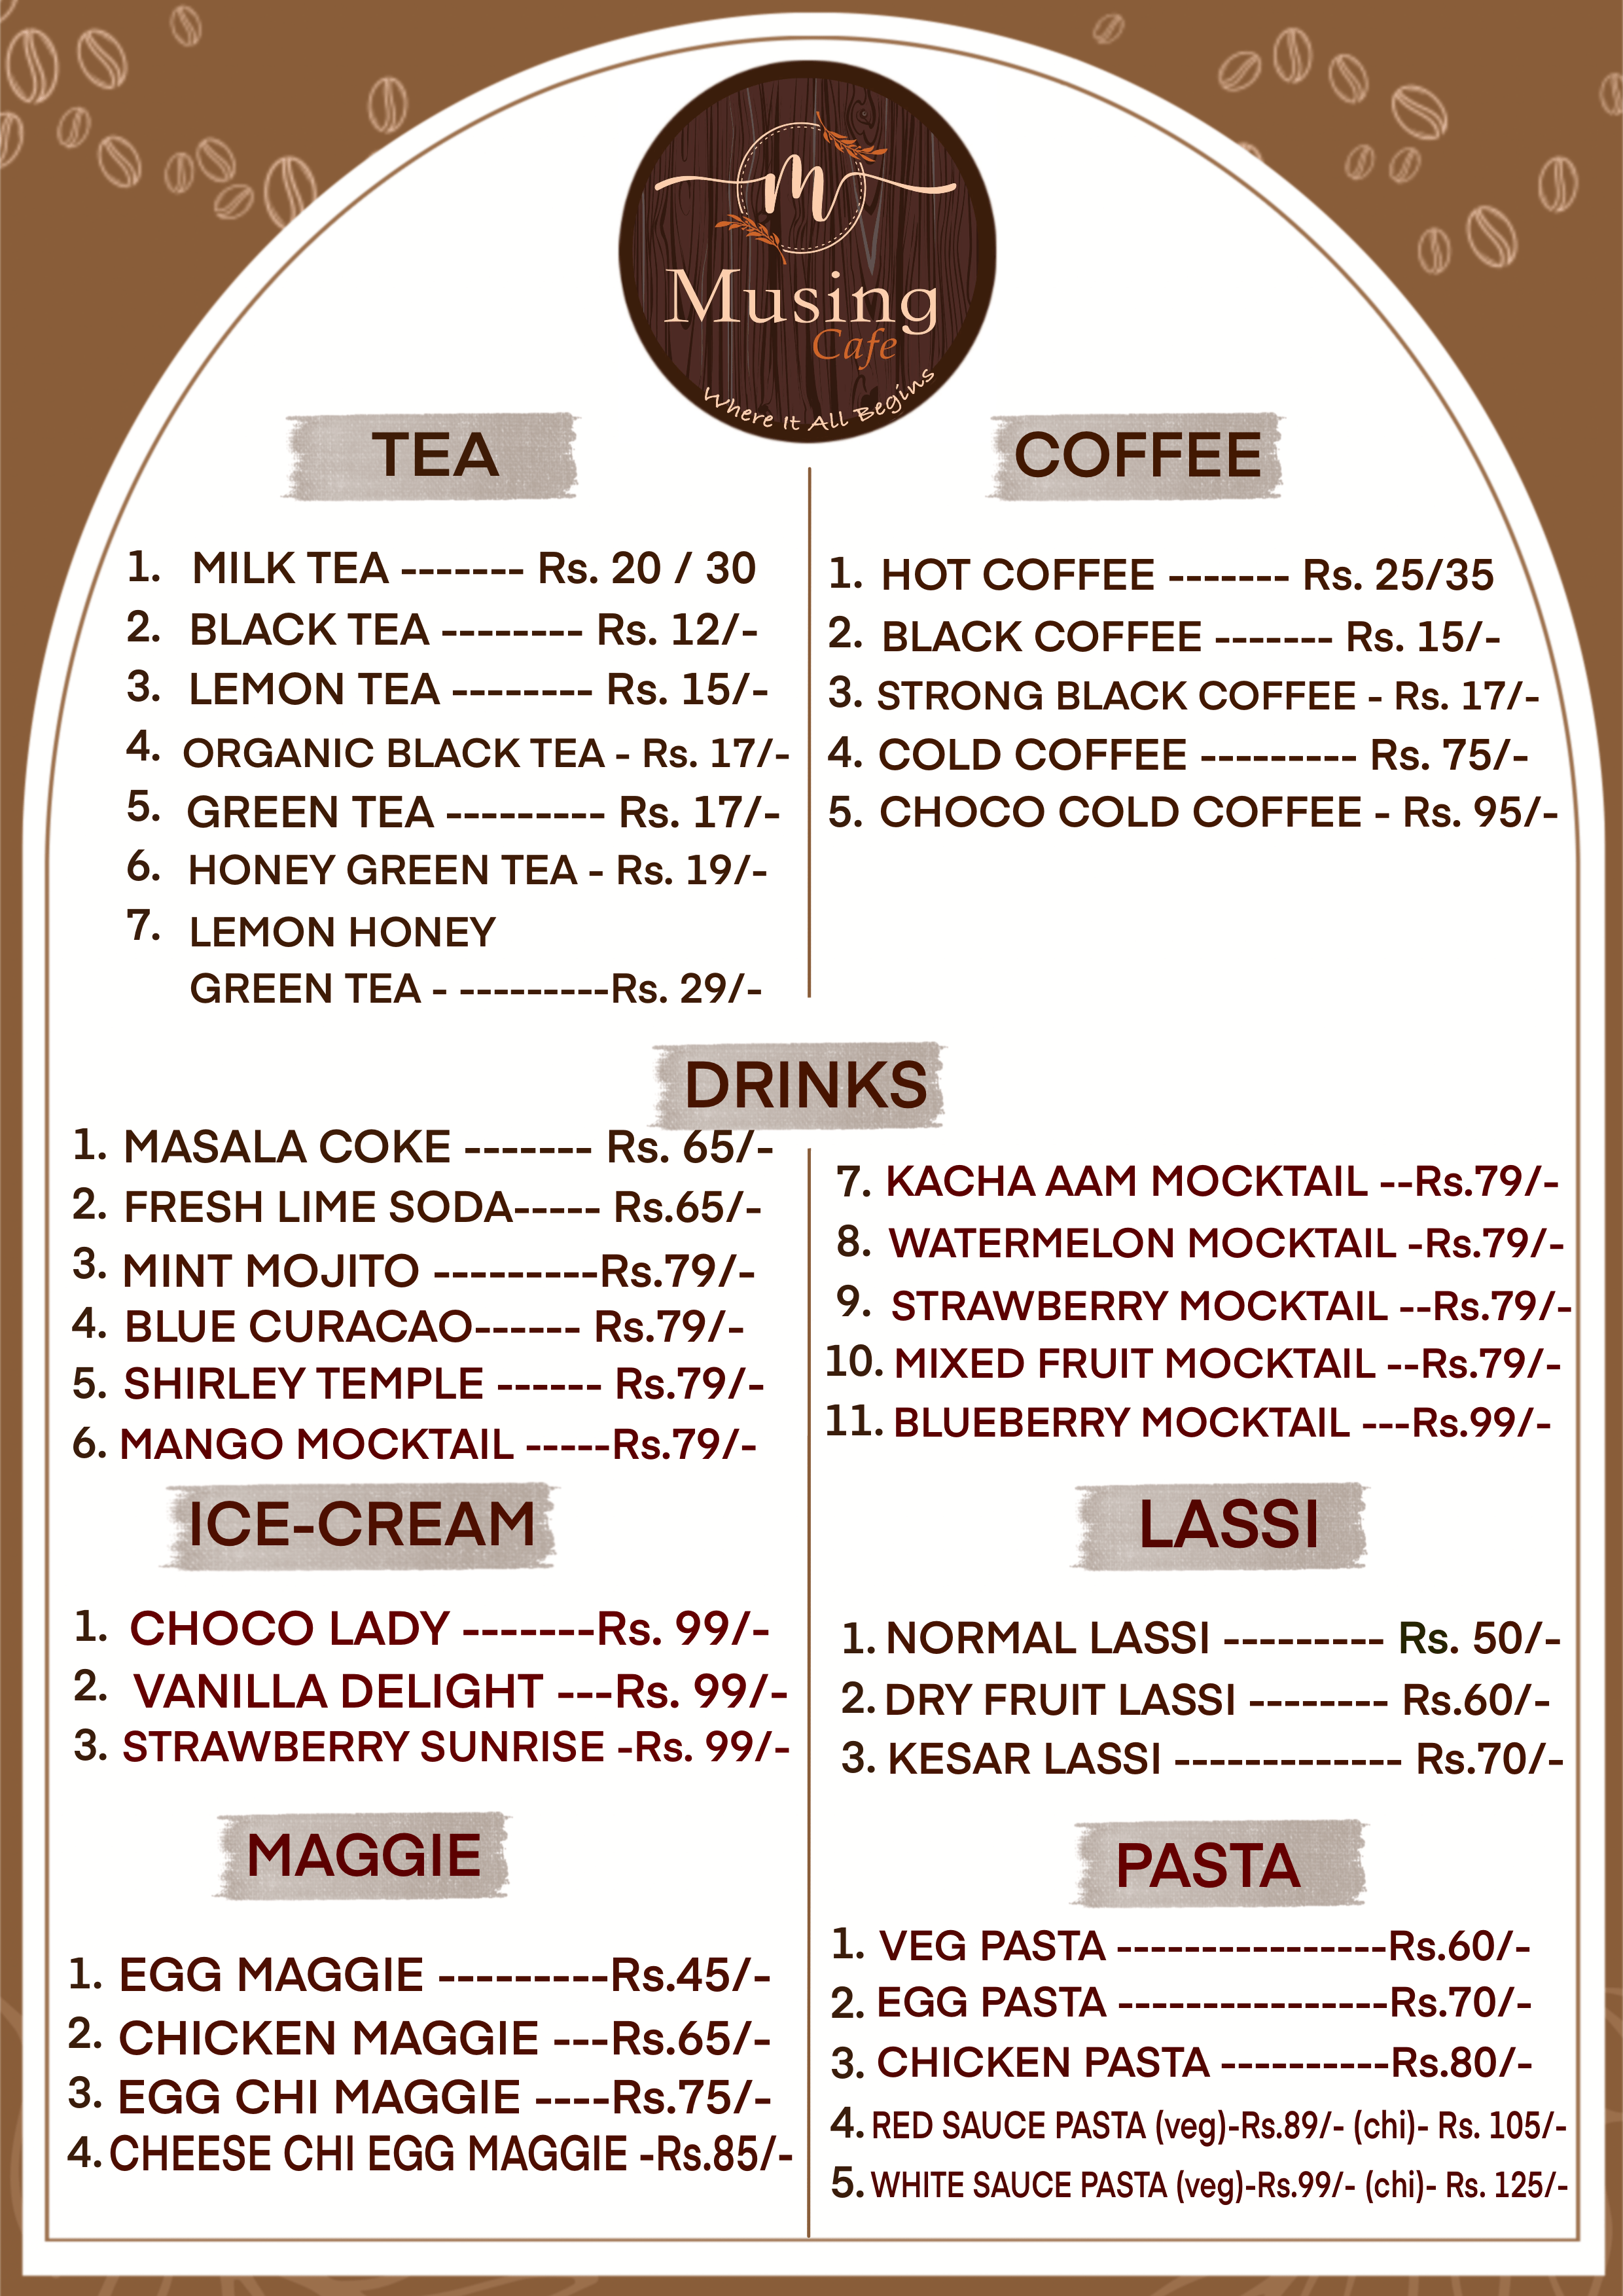 m
Musing
Cafe
Where It All Begins
TEA
1. MILK TEA ------- Rs. 20 / 30
2. BLACK TEA -------- Rs. 12/-
3. LEMON TEA -------- Rs. 15/-
4. ORGANIC BLACK TEA - Rs. 17/-
5. GREEN TEA --------- Rs. 17/-
6. HONEY GREEN TEA - Rs. 19/-
7. LEMON HONEY
GREEN TEA - ---------Rs. 29/-
COFFEE
1. HOT COFFEE ------- Rs. 25/35
2. BLACK COFFEE ------- Rs. 15/-
3. STRONG BLACK COFFEE - Rs. 17/-
4. COLD COFFEE --------- Rs. 75/-
5. CHOCO COLD COFFEE - Rs. 95/-
DRINKS
1. MASALA COKE ------- Rs. 65/-
2. FRESH LIME SODA----- Rs.65/-
3. MINT MOJITO ---------Rs.79/-
4. BLUE CURACAO------ Rs.79/-
5. SHIRLEY TEMPLE ------ Rs.79/-
6. MANGO MOCKTAIL -----Rs.79/-
7. KACHA AAM MOCKTAIL --Rs.79/-
8. WATERMELON MOCKTAIL -Rs.79/-
9. STRAWBERRY MOCKTAIL --Rs.79/-
10. MIXED FRUIT MOCKTAIL --Rs.79/-
11. BLUEBERRY MOCKTAIL ---Rs.99/-
ICE-CREAM
1. CHOCO LADY -------Rs. 99/-
2. VANILLA DELIGHT ---Rs. 99/-
3. STRAWBERRY SUNRISE -Rs. 99/-
LASSI
1. NORMAL LASSI --------- Rs. 50/-
2. DRY FRUIT LASSI -------- Rs.60/-
3. KESAR LASSI ------------- Rs.70/-
MAGGIE
1. EGG MAGGIE ---------Rs.45/-
2. CHICKEN MAGGIE ---Rs.65/-
3. EGG CHI MAGGIE ----Rs.75/-
4. CHEESE CHI EGG MAGGIE -Rs.85/-
PASTA
1. VEG PASTA ----------------Rs.60/-
2. EGG PASTA ----------------Rs.70/-
3. CHICKEN PASTA ----------Rs.80/-
4. RED SAUCE PASTA (veg)-Rs.89/- (chi)- Rs. 105/-
5. WHITE SAUCE PASTA (veg)-Rs.99/- (chi)- Rs. 125/-